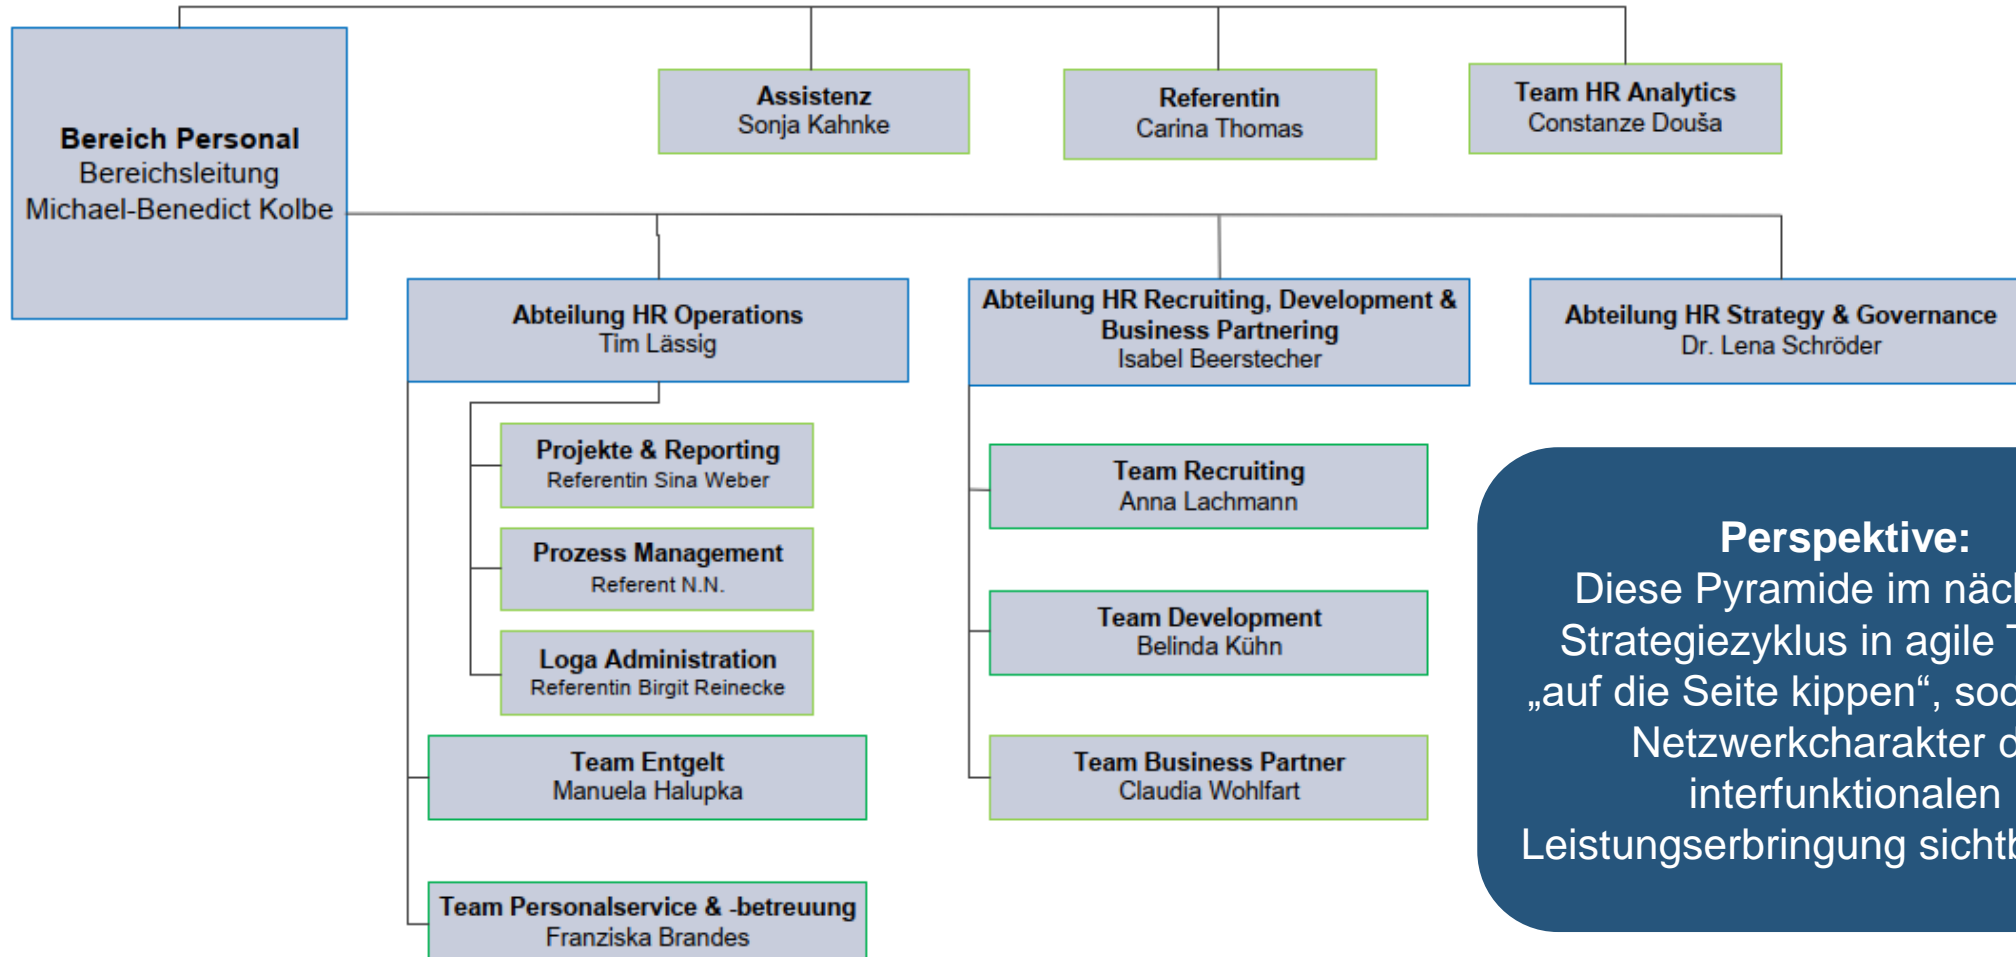 Bereich Personal
Bereichsleitung
Michael-Benedict Kolbe
Assistenz
Sonja Kahnke
Referentin
Carina Thomas
Team HR Analytics
Constanze Douša
Abteilung HR Operations
Tim Lässig
Abteilung HR Recruiting, Development &
Business Partnering
Isabel Beerstecher
Abteilung HR Strategy & Governance
Dr. Lena Schröder
Projekte & Reporting
Referentin Sina Weber
Prozess Management
Referent N.N.
Loga Administration
Referentin Birgit Reinecke
Team Entgelt
Manuela Halupka
Team Personalservice & -betreuung
Franziska Brandes
Team Recruiting
Anna Lachmann
Team Development
Belinda Kühn
Team Business Partner
Claudia Wohlfart
Perspektive:
Diese Pyramide im
Strategiezyklus in agile
„auf die Seite kippen“,
Netzwerkcharakter
interfunktionalen
Leistungserbringung